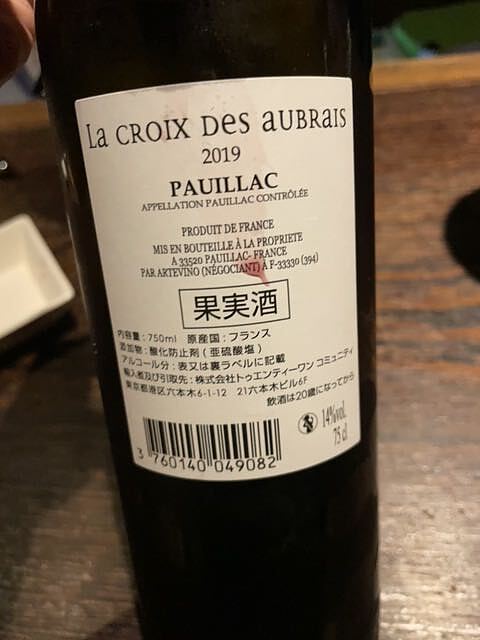 La CROIX Des aUBRAIS
2019
PAUILLAC
APPELLATION PAUILLAC CONTRÔLÉE
PRODUIT DE FRANCE
MIS EN BOUTEILLE À LA PROPRIETE
A 33520 PAUILLAC- FRANCE
PAR ARTEVINO (NÉGOCIANT) À F-33330 (394)
果実酒
内容量：750ml 原産国：フランス
添加物：酸化防止剤（亜硫酸塩）
アルコール分：表又は裏ラベルに記載
輸入者及び引取先：株式会社トゥエンティーワン コミュニティ
東京都港区六本木6-1-12 21六本木ビル6F
飲酒は20歳になってから
14%vol.
75 cl
3 760140 049082